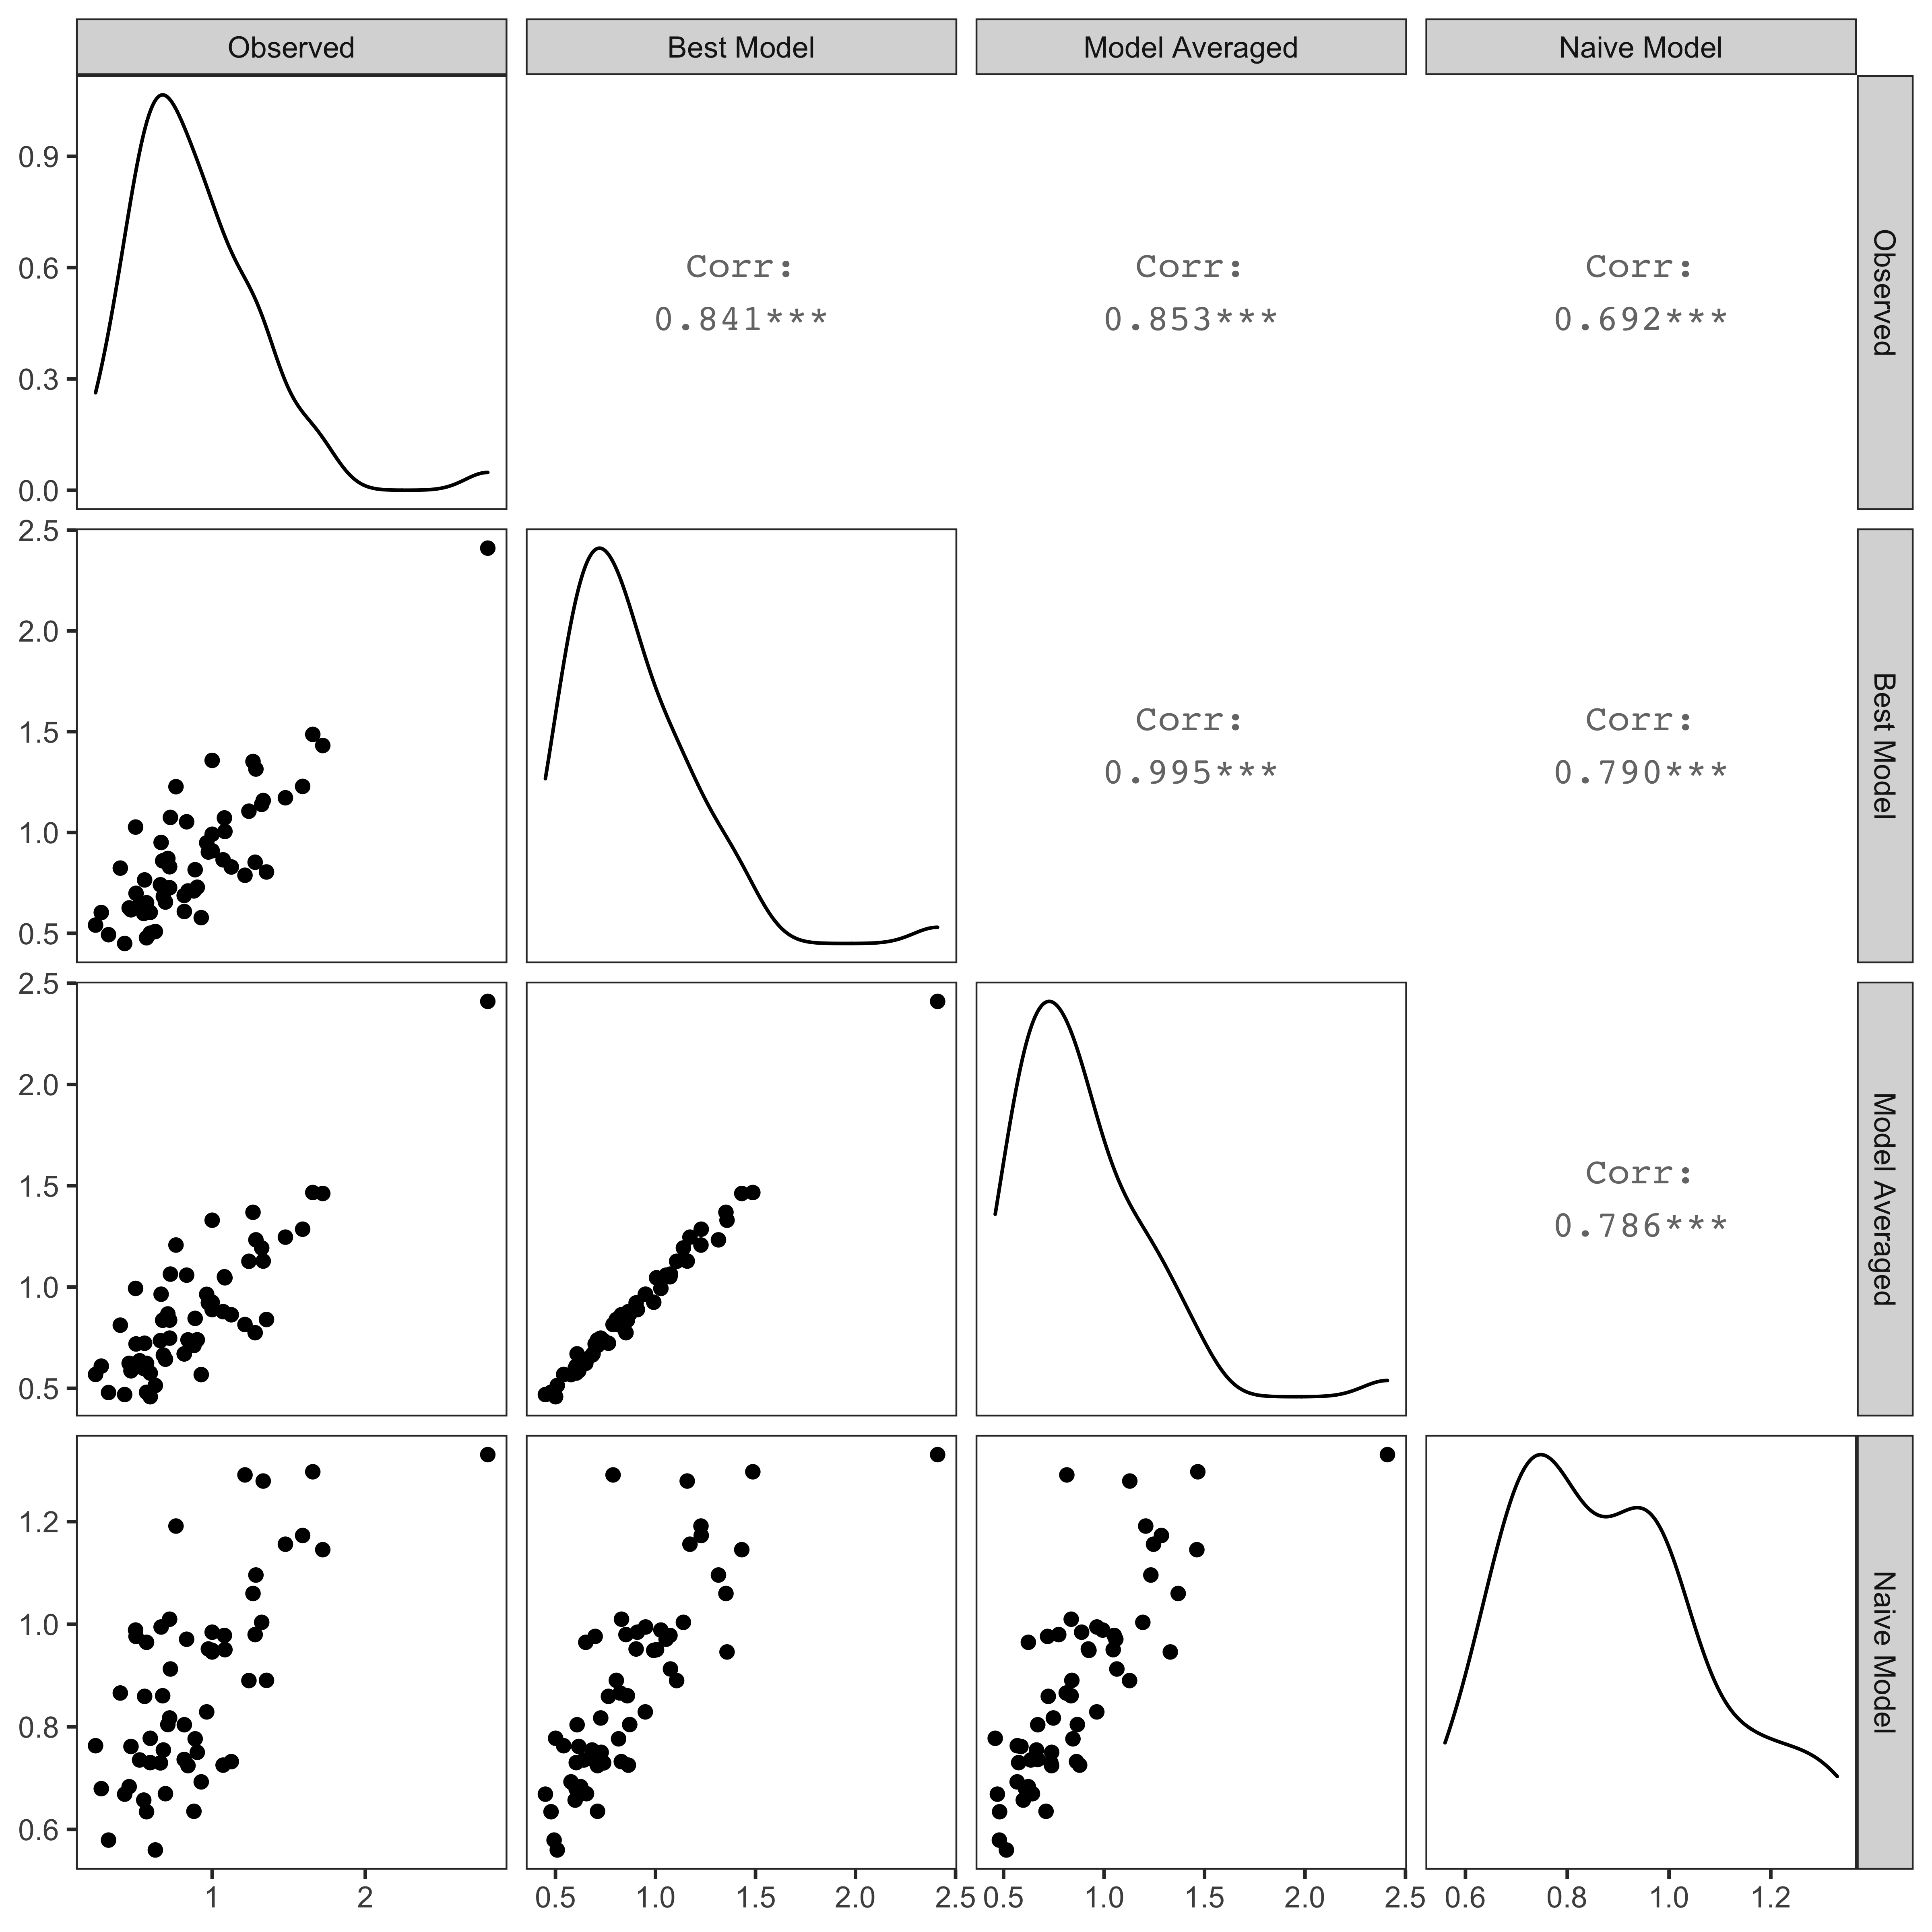 Observed
Best Model
Model Averaged
Naive Model
0.9
0.6
0.3
0.0
Corr:
0.841***
Corr:
0.853***
Corr:
0.692***
Observed
2.5
2.0
1.5
1.0
0.5
Corr:
0.995***
Corr:
0.790***
Best Model
2.5
2.0
1.5
1.0
0.5
Corr:
0.786***
Model Averaged
1.2
1.0
0.8
0.6
Naive Model
1 2
0.5 1.0 1.5 2.0 2.5
0.5 1.0 1.5 2.0 2.5
0.6 0.8 1.0 1.2